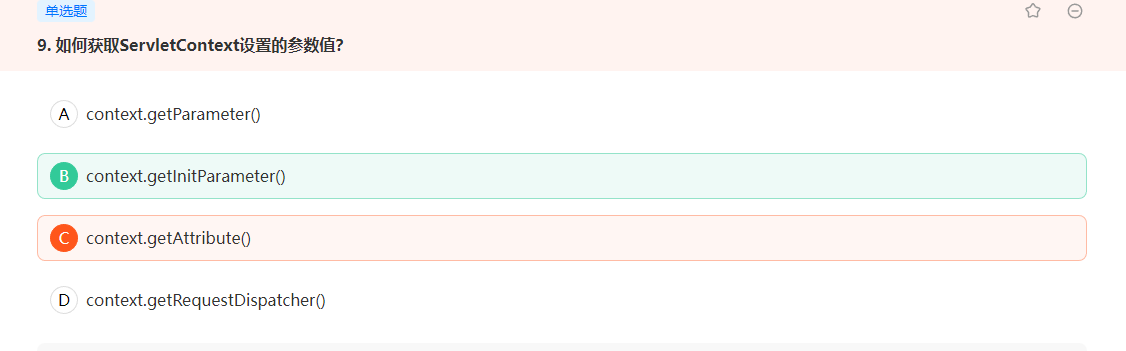 单选题
9. 如何获取ServletContext设置的参数值?
A context.getParameter()
B context.getInitParameter()
C context.getAttribute()
D context.getRequestDispatcher()